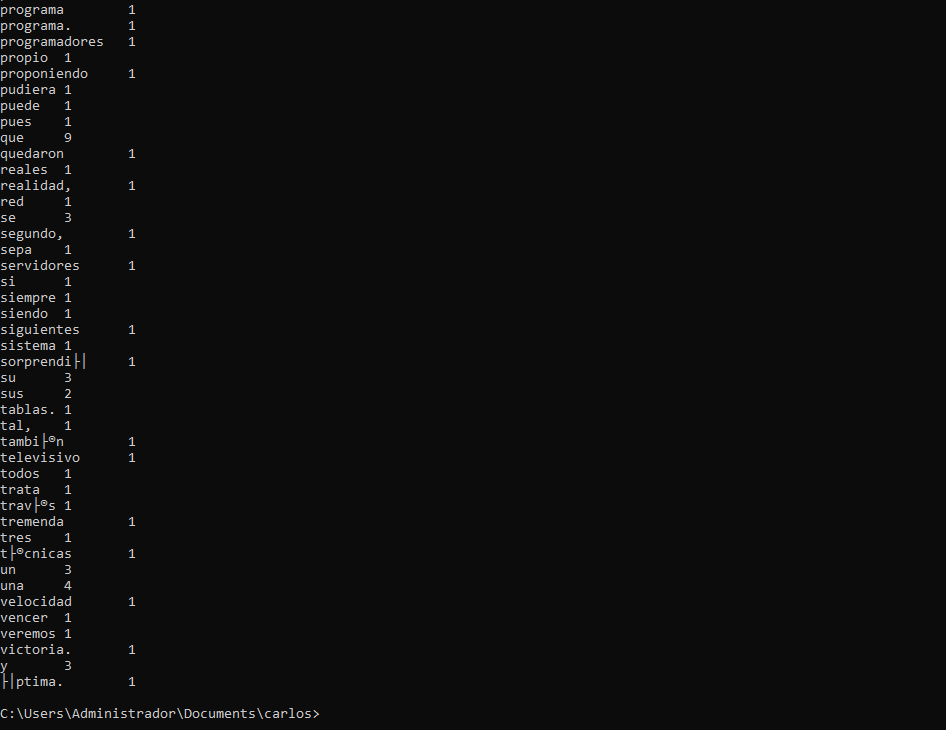 programa 1
programa. 1
programadores 1
propio 1
proponiendo 1
pudiera 1
puede 1
pues 1
que 9
quedaron 1
reales 1
realidad, 1
red 1
se 3
segundo, 1
sepa 1
servidores 1
si 1
siempre 1
siendo 1
siguientes 1
sistema 1
sorprendi├│ 1
su 3
sus 2
tablas. 1
tal, 1
tambi├®n 1
televisivo 1
todos 1
trata 1
trav├®s 1
tremenda 1
tres 1
t├®cnicas 1
un 3
una 4
velocidad 1
vencer 1
veremos 1
victoria. 1
y 3
├│ptima. 1
C:\Users\Administrador\Documents\carlos>